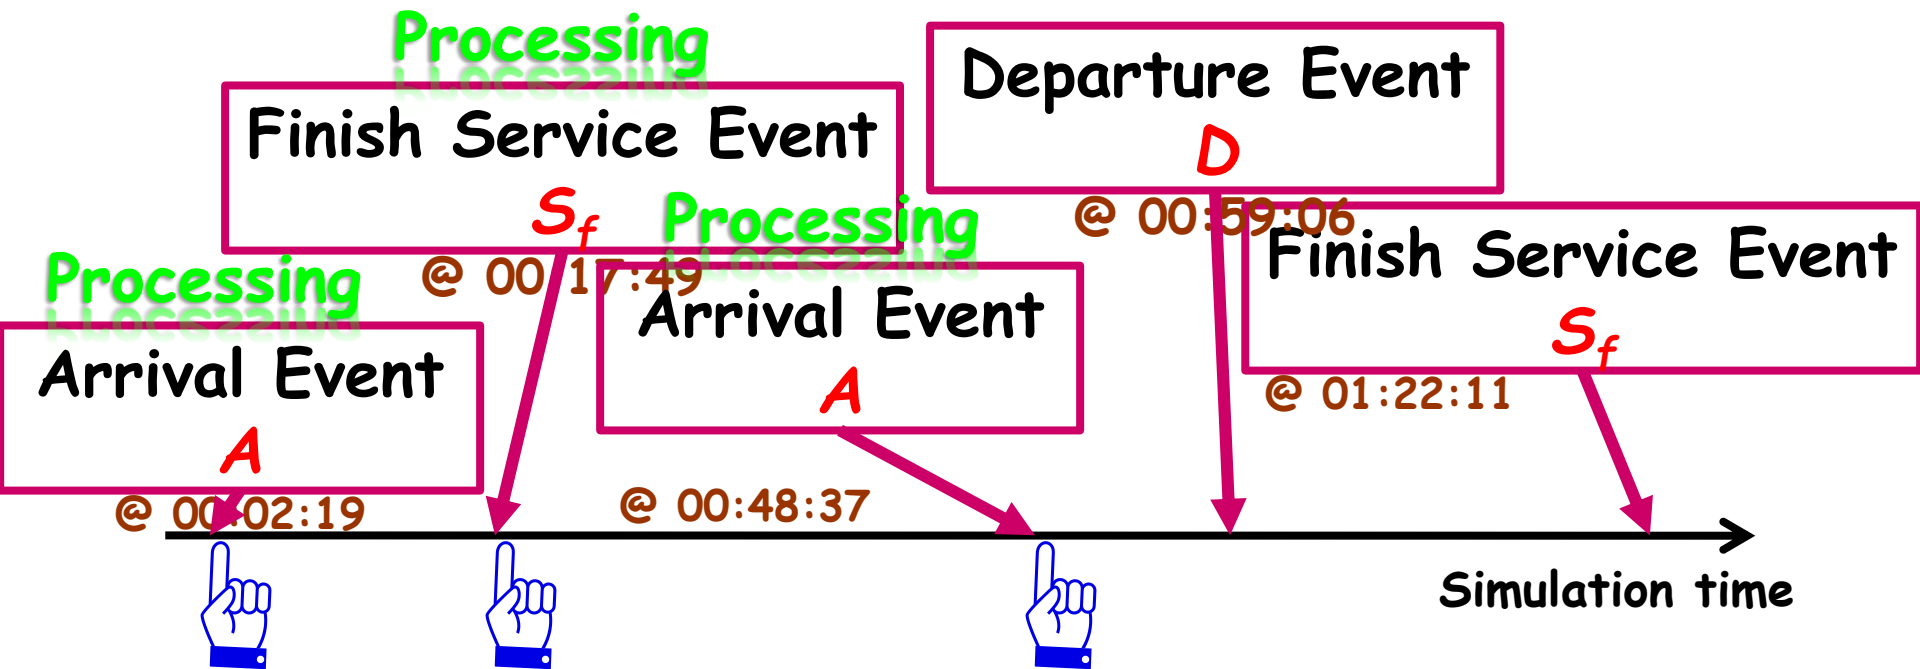 Processing
Arrival Event
A
@ 00:02:19
Processing
Finish Service Event
Sf
@ 00:17:49
Processing
Arrival Event
A
@ 00:48:37
Departure Event
D
@ 00:59:06
Finish Service Event
Sf
@ 01:22:11
Simulation time